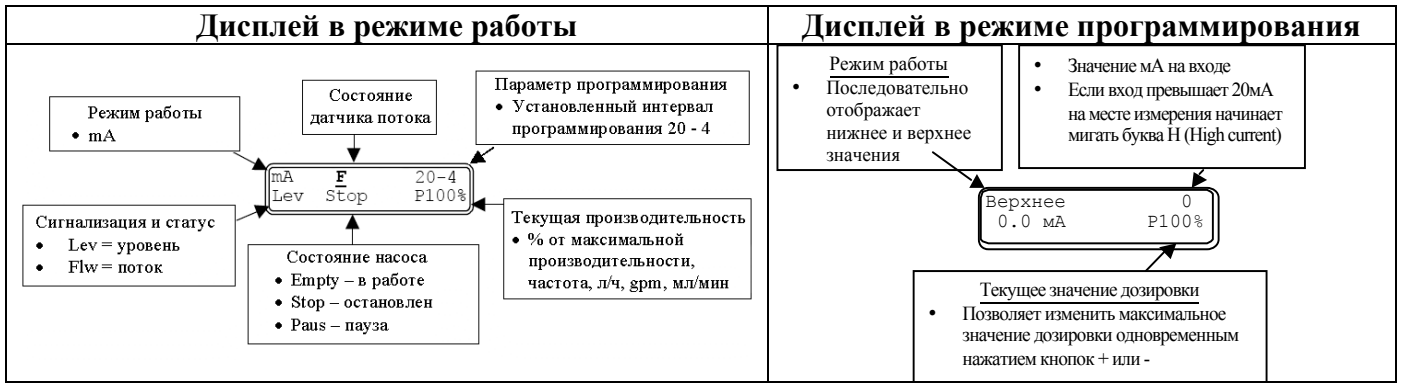 Дисплей в режиме работы
Режим работы
• mA
Состояние
датчика потока
Параметр программирования
• Установленный интервал
программирования 20 - 4
mA F 20-4
Lev Stop P100%
Сигнализация и статус
• Lev = уровень
• Flw = поток
Состояние насоса
• Empty – в работе
• Stop – остановлен
• Paus – пауза
Текущая производительность
• % от максимальной
производительности,
частота, л/ч, gpm, мл/мин
Дисплей в режиме программирования
Режим работы
• Последовательно
отображает
нижнее и верхнее
значения
• Значение мА на входе
• Если вход превышает 20мА
на месте измерения начинает
мигать буква H (High current)
Верхнее 0
0.0 мА P100%
Текущее значение дозировки
• Позволяет изменить максимальное
значение дозировки одновременным
нажатием кнопок + или -